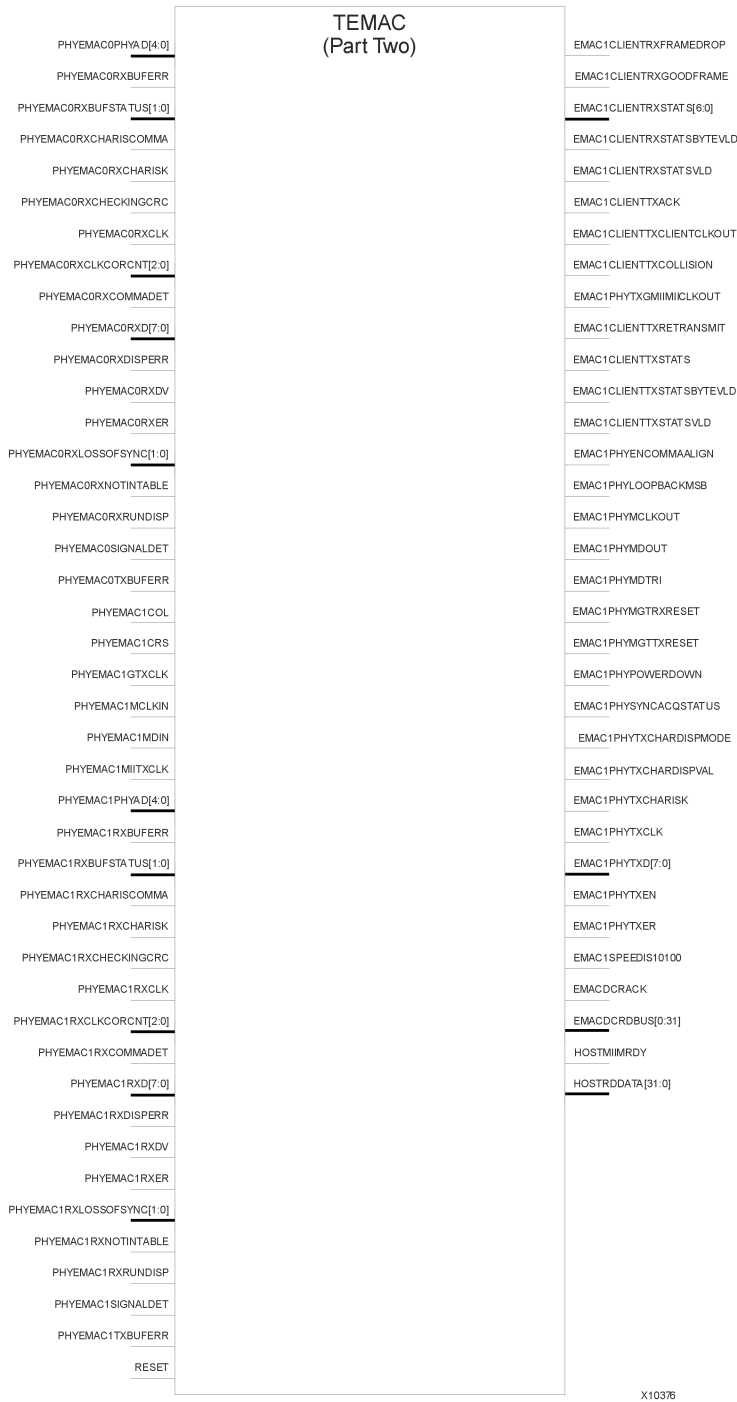 TEMAC
(Part Two)
PHYEMAC0PHYAD[4:0]
PHYEMAC0RXBUFERR
PHYEMAC0RXBUFSTATUS[1:0]
PHYEMAC0RXCHARISCOMMA
PHYEMAC0RXCHARISK
PHYEMAC0RXCHECKINGCRC
PHYEMAC0RXCLK
PHYEMAC0RXCLKCORCNT[2:0]
PHYEMAC0RXCOMMADET
PHYEMAC0RXD[7:0]
PHYEMAC0RXDISPERR
PHYEMAC0RXDV
PHYEMAC0RXER
PHYEMAC0RXLOSSOFSYNC[1:0]
PHYEMAC0RXNOTINTABLE
PHYEMAC0RXRUNDISP
PHYEMAC0SIGNALDET
PHYEMAC0TXBUFERR
PHYEMAC1COL
PHYEMAC1CRS
PHYEMAC1GTXCLK
PHYEMAC1MCLKIN
PHYEMAC1MDIN
PHYEMAC1MIITXCLK
PHYEMAC1PHYAD[4:0]
PHYEMAC1RXBUFERR
PHYEMAC1RXBUFSTATUS[1:0]
PHYEMAC1RXCHARISCOMMA
PHYEMAC1RXCHARISK
PHYEMAC1RXCHECKINGCRC
PHYEMAC1RXCLK
PHYEMAC1RXCLKCORCNT[2:0]
PHYEMAC1RXCOMMADET
PHYEMAC1RXD[7:0]
PHYEMAC1RXDISPERR
PHYEMAC1RXDV
PHYEMAC1RXER
PHYEMAC1RXLOSSOFSYNC[1:0]
PHYEMAC1RXNOTINTABLE
PHYEMAC1RXRUNDISP
PHYEMAC1SIGNALDET
PHYEMAC1TXBUFERR
RESET
EMAC1CLIENTRXFRAMEDROP
EMAC1CLIENTRXGOODFRAME
EMAC1CLIENTRXSTATS[6:0]
EMAC1CLIENTRXSTATSBYTEVLD
EMAC1CLIENTRXSTATSVLD
EMAC1CLIENTTXACK
EMAC1CLIENTTXCLIENTCLKOUT
EMAC1CLIENTTXCOLLISION
EMAC1PHYTXGMIIMIICLKOUT
EMAC1CLIENTTXRETRANSMIT
EMAC1CLIENTTXSTATS
EMAC1CLIENTTXSTATSBYTEVLD
EMAC1CLIENTTXSTATSVLD
EMAC1PHYENCOMMAALIGN
EMAC1PHYLOOPBACKMSB
EMAC1PHYMCLKOUT
EMAC1PHYMDOUT
EMAC1PHYMDTRI
EMAC1PHYMGTRXRESET
EMAC1PHYMGTTXRESET
EMAC1PHYPOWERDOWN
EMAC1PHYSYNCACQSTATUS
EMAC1PHYTXCHARDISPMODE
EMAC1PHYTXCHARDISPVAL
EMAC1PHYTXCHARISK
EMAC1PHYTXCLK
EMAC1PHYTXD[7:0]
EMAC1PHYTXEN
EMAC1PHYTXER
EMAC1SPEEDIS10100
EMACDCRACK
EMACDCRDBUS[0:31]
HOSTMIIMRDY
HOSTRDDATA[31:0]
X10376